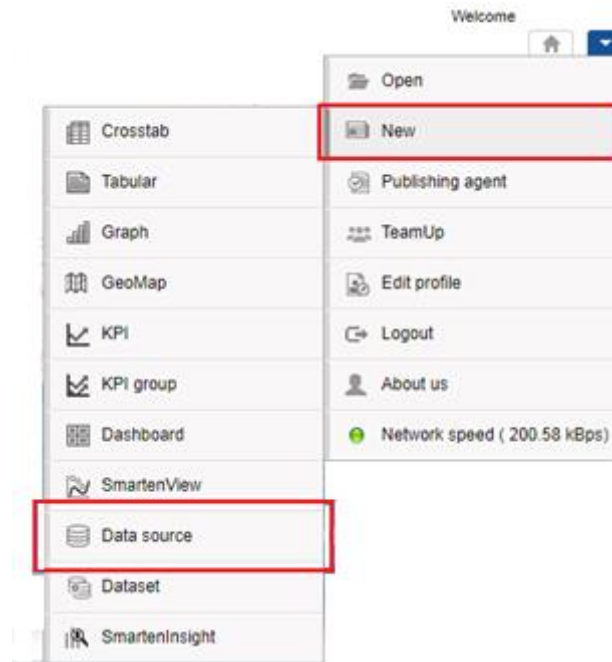 Welcome
Open
New
Publishing agent
TeamUp
Edit profile
Logout
About us
Network speed ( 200.58 kBps)
Crosstab
Tabular
Graph
GeoMap
KPI
KPI group
Dashboard
SmartenView
Data source
Dataset
SmartenInsight